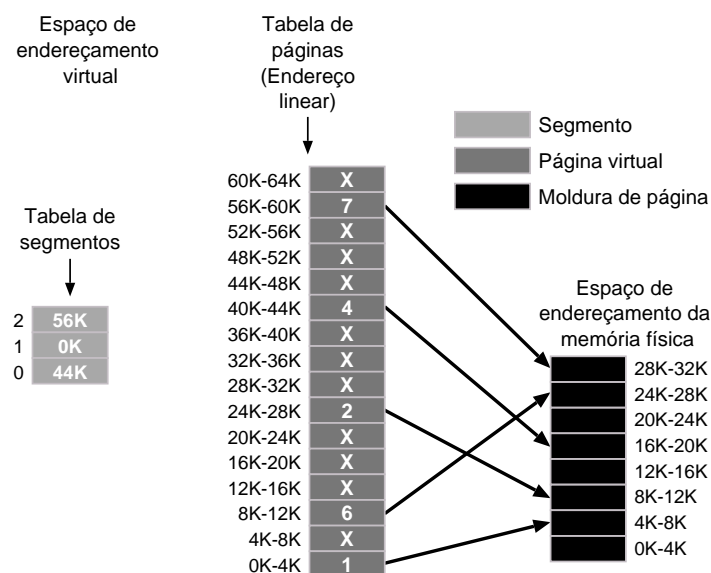 Espaço de
endereçamento
virtual
Tabela de
páginas
(Endereço
linear)
Segmento
Página virtual
Moldura de página
Tabela de
segmentos
2 56K
1 0K
0 44K
60K-64K X
56K-60K 7
52K-56K X
48K-52K X
44K-48K X
40K-44K 4
36K-40K X
32K-36K X
28K-32K X
24K-28K 2
20K-24K X
16K-20K X
12K-16K X
8K-12K 6
4K-8K X
0K-4K 1
Espaço de
endereçamento da
memória física
28K-32K
24K-28K
20K-24K
16K-20K
12K-16K
8K-12K
4K-8K
0K-4K